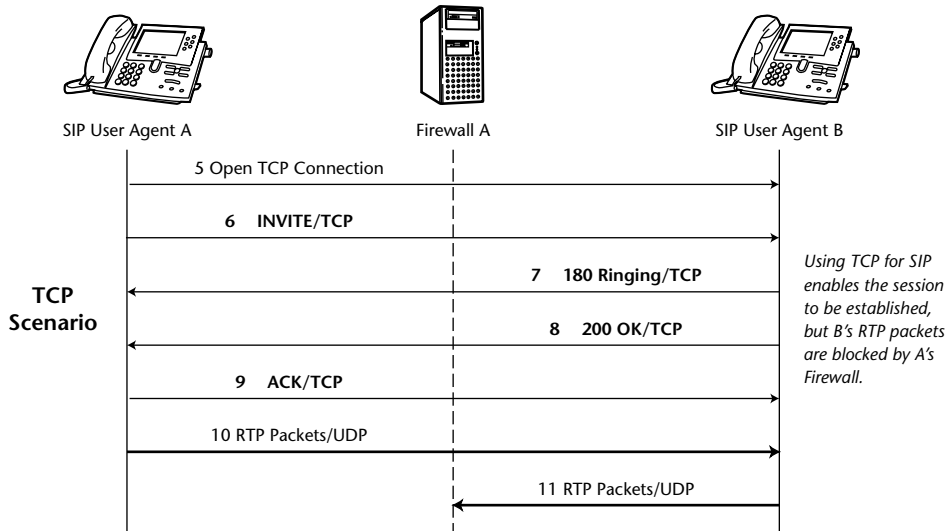 SIP User Agent A
Firewall A
SIP User Agent B
5 Open TCP Connection
6 INVITE/TCP
7 180 Ringing/TCP
TCP
Scenario
8 200 OK/TCP
9 ACK/TCP
10 RTP Packets/UDP
11 RTP Packets/UDP
Using TCP for SIP
enables the session
to be established,
but B's RTP packets
are blocked by A's
Firewall.